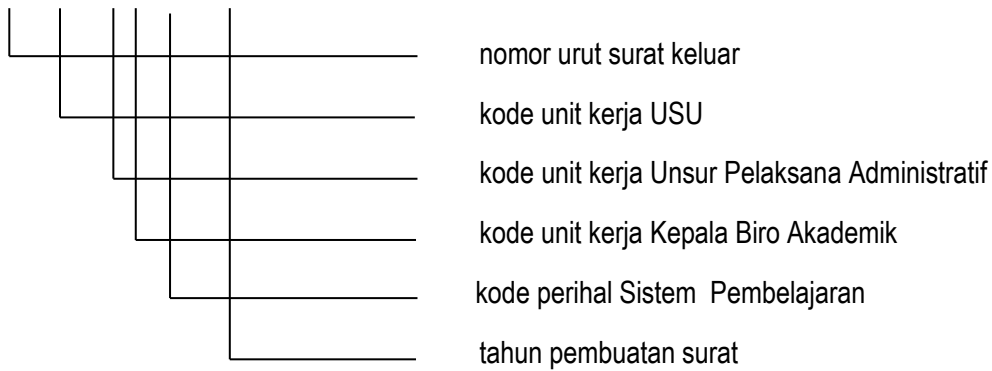 nomor urut surat keluar
kode unit kerja USU
kode unit kerja Unsur Pelaksana Administratif
kode unit kerja Kepala Biro Akademik
kode perihal Sistem Pembelajaran
tahun pembuatan surat